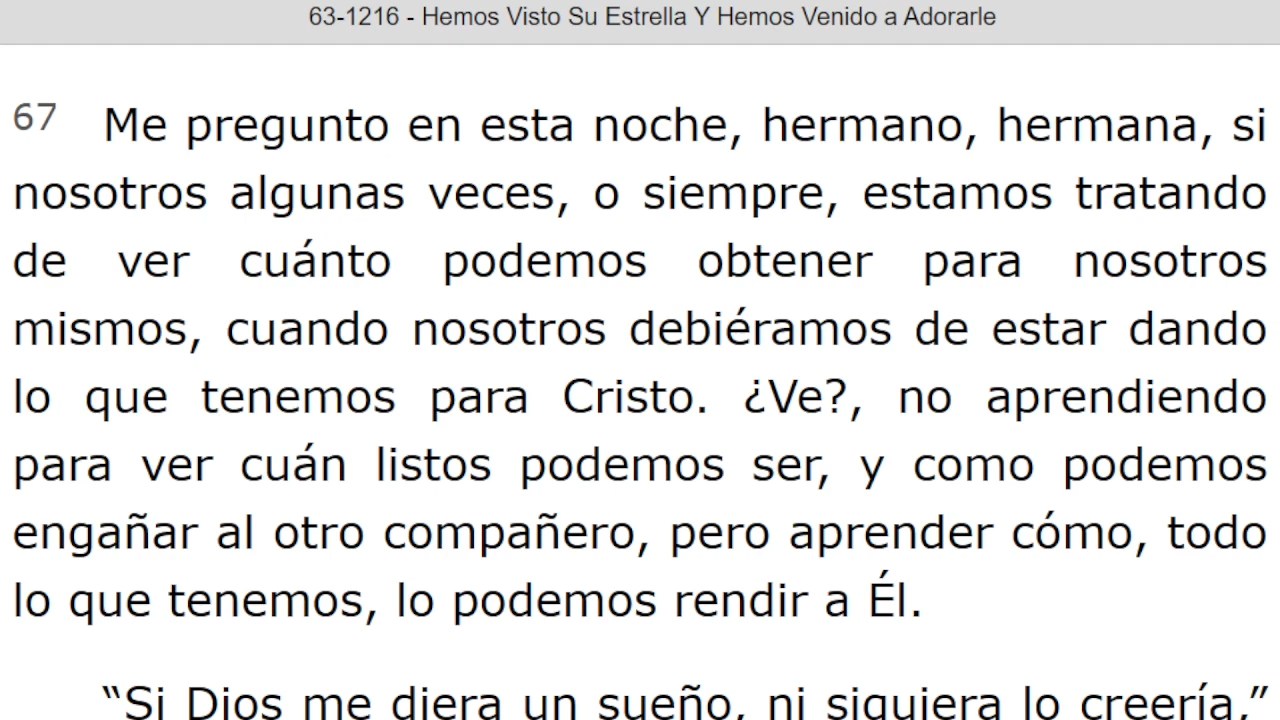 63-1216 - Hemos Visto Su Estrella Y Hemos Venido a Adorarle
67 Me pregunto en esta noche, hermano, hermana, si
nosotros algunas veces, o siempre, estamos tratando
de ver cuánto podemos obtener para nosotros
mismos, cuando nosotros debiéramos de estar dando
lo que tenemos para Cristo. ¿Ve?, no aprendiendo
para ver cuán listos podemos ser, y como podemos
engañar al otro compañero, pero aprender cómo, todo
lo que tenemos, lo podemos rendir a Él.
“Si Dios me diera un sueño, ni siquiera lo creería,”